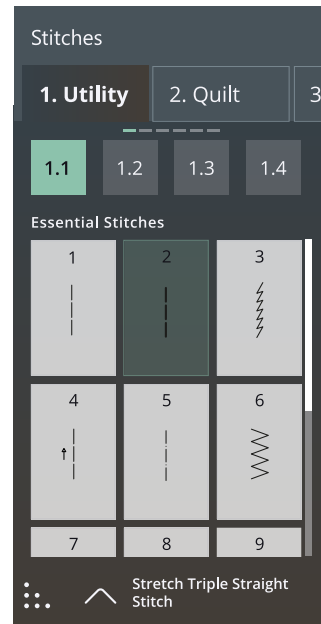 Stitches
1. Utility 2. Quilt 3
1.1 1.2 1.3 1.4
Essential Stitches
1 2 3
4 5 6
7 8 9
Stretch Triple Straight
Stitch